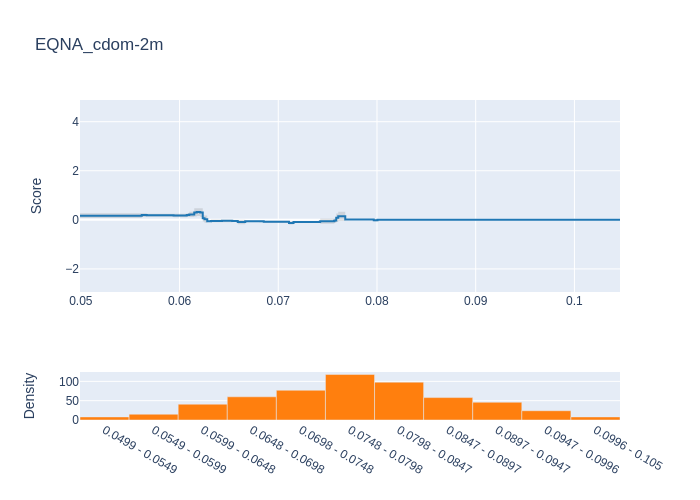 EQNA_cdom-2m
Score
4
2
0
−2
0.05 0.06 0.07 0.08 0.09 0.1
Density
100
50
0
0.0499 - 0.0549
0.0549 - 0.0599
0.0599 - 0.0648
0.0648 - 0.0698
0.0698 - 0.0748
0.0748 - 0.0798
0.0798 - 0.0847
0.0847 - 0.0897
0.0897 - 0.0947
0.0947 - 0.0996
0.0996 - 0.105